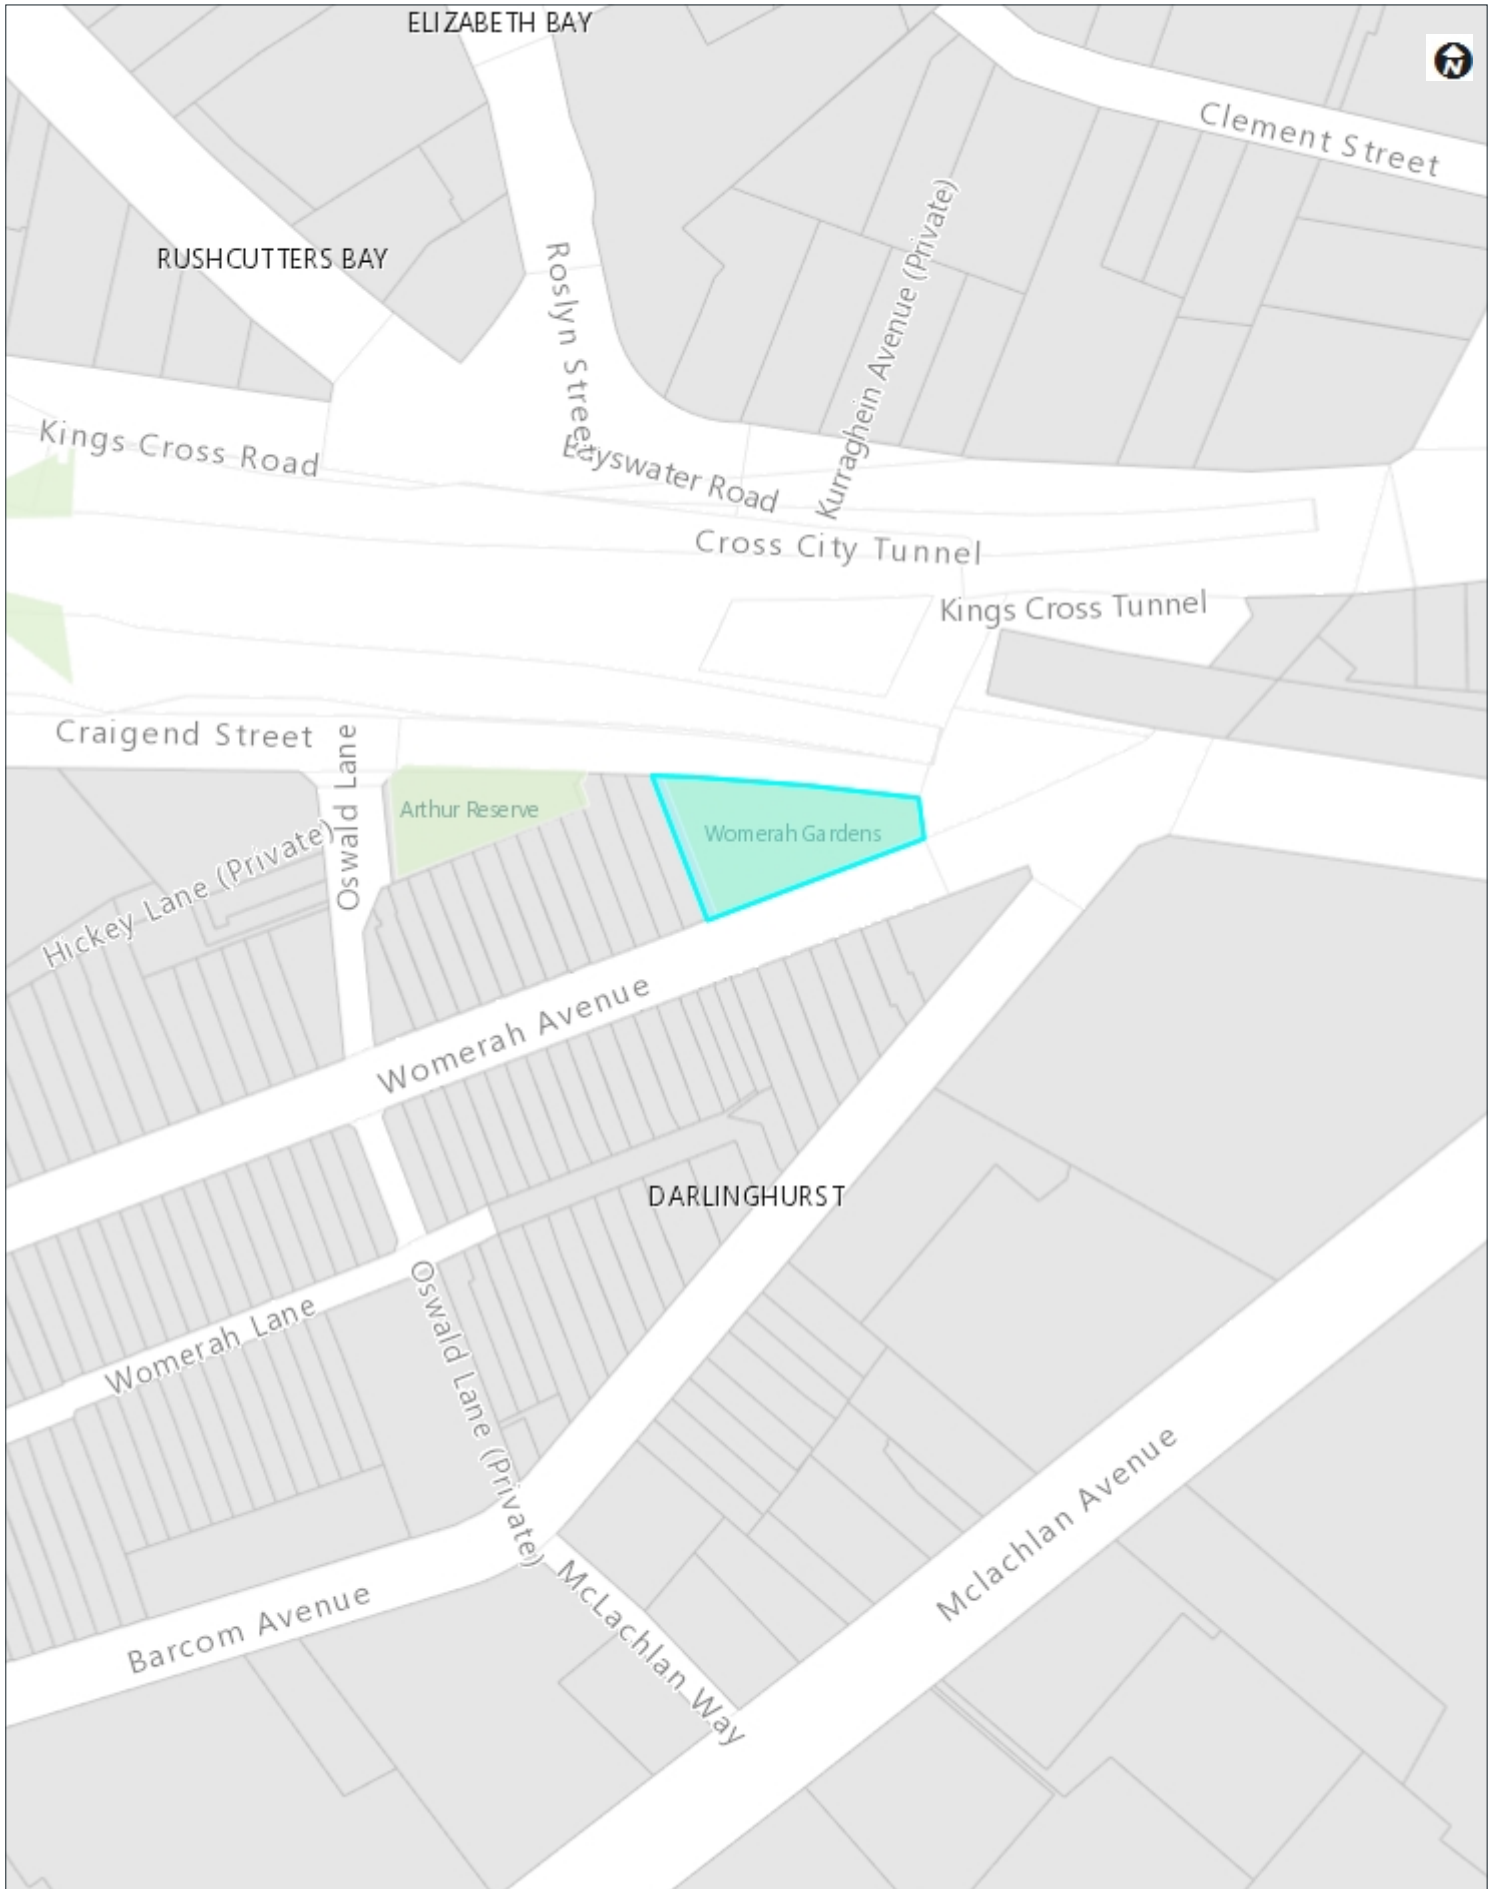 ELIZABETH BAY
N
Clement Street
RUSHCUTTERS BAY
Roslyn Street
Kurraghein Avenue (Private)
Kings Cross Road
Bayswater Road
Cross City Tunnel
Kings Cross Tunnel
Craigend Street
Oswald Lane
Arthur Reserve
Womerah Gardens
Hickey Lane (Private)
Womerah Avenue
DARLINGHURST
Womerah Lane
Oswald Lane (Private)
Mclachlan Avenue
Barcom Avenue
McLachlan Way